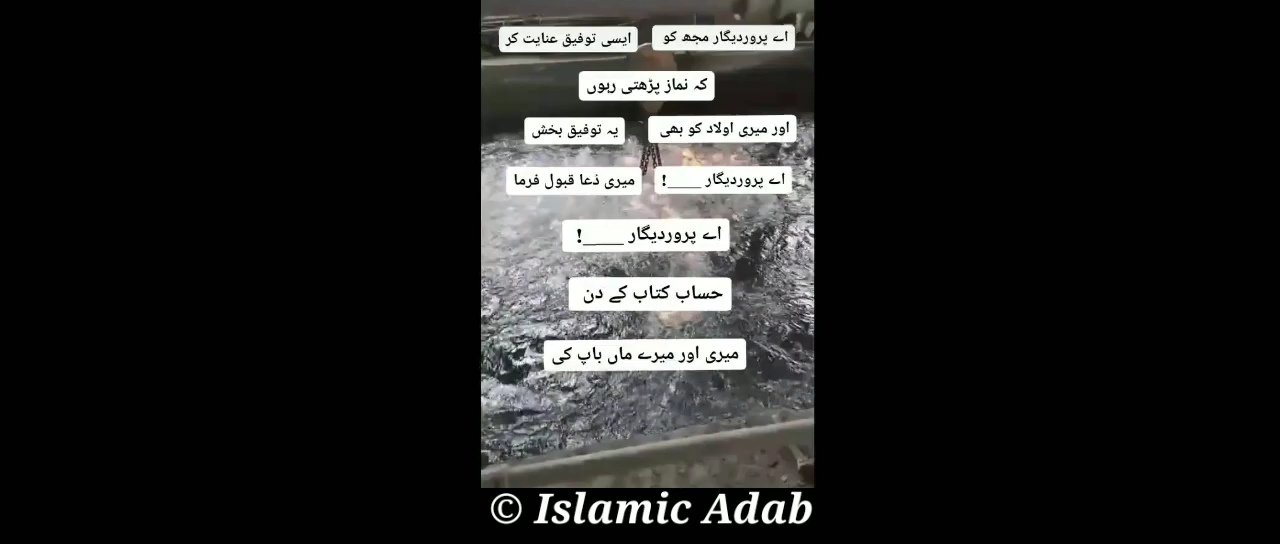 اے پروردیگار مجھ کو ایسی توفیق عنایت کر
کہ نماز پڑھتی رہوں
اور میری اولاد کو بھی یہ توفیق بخش
اے پروردیگار ____! میری دُعا قبول فرما
اے پروردیگار ____!
حساب کتاب کے دن
میری اور میرے ماں باپ کی
© Islamic Adab